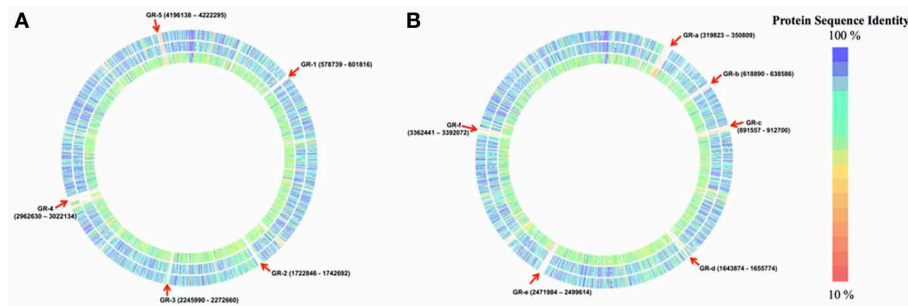 A
GR-5 (4196138 – 4222295)
GR-1 (578739 - 601816)
GR-4
(2962630 – 3022134)
GR-2 (1722846 - 1742692)
GR-3 (2245990 - 2272660)
B
GR-a (319823 – 350809)
GR-b (618890 - 638586)
GR-c
(891557 - 912700)
GR-f
(3362441 – 3392072)
GR-d (1643874 - 1655774)
GR-e (2471984 – 2499614)
Protein Sequence Identity
100 %
10 %